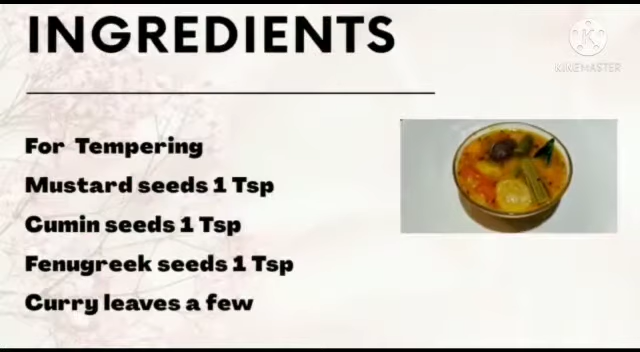 INGREDIENTS
KINEMASTER
For Tempering
Mustard seeds 1 Tsp
Cumin seeds 1 Tsp
Fenugreek seeds 1 Tsp
Curry leaves a few